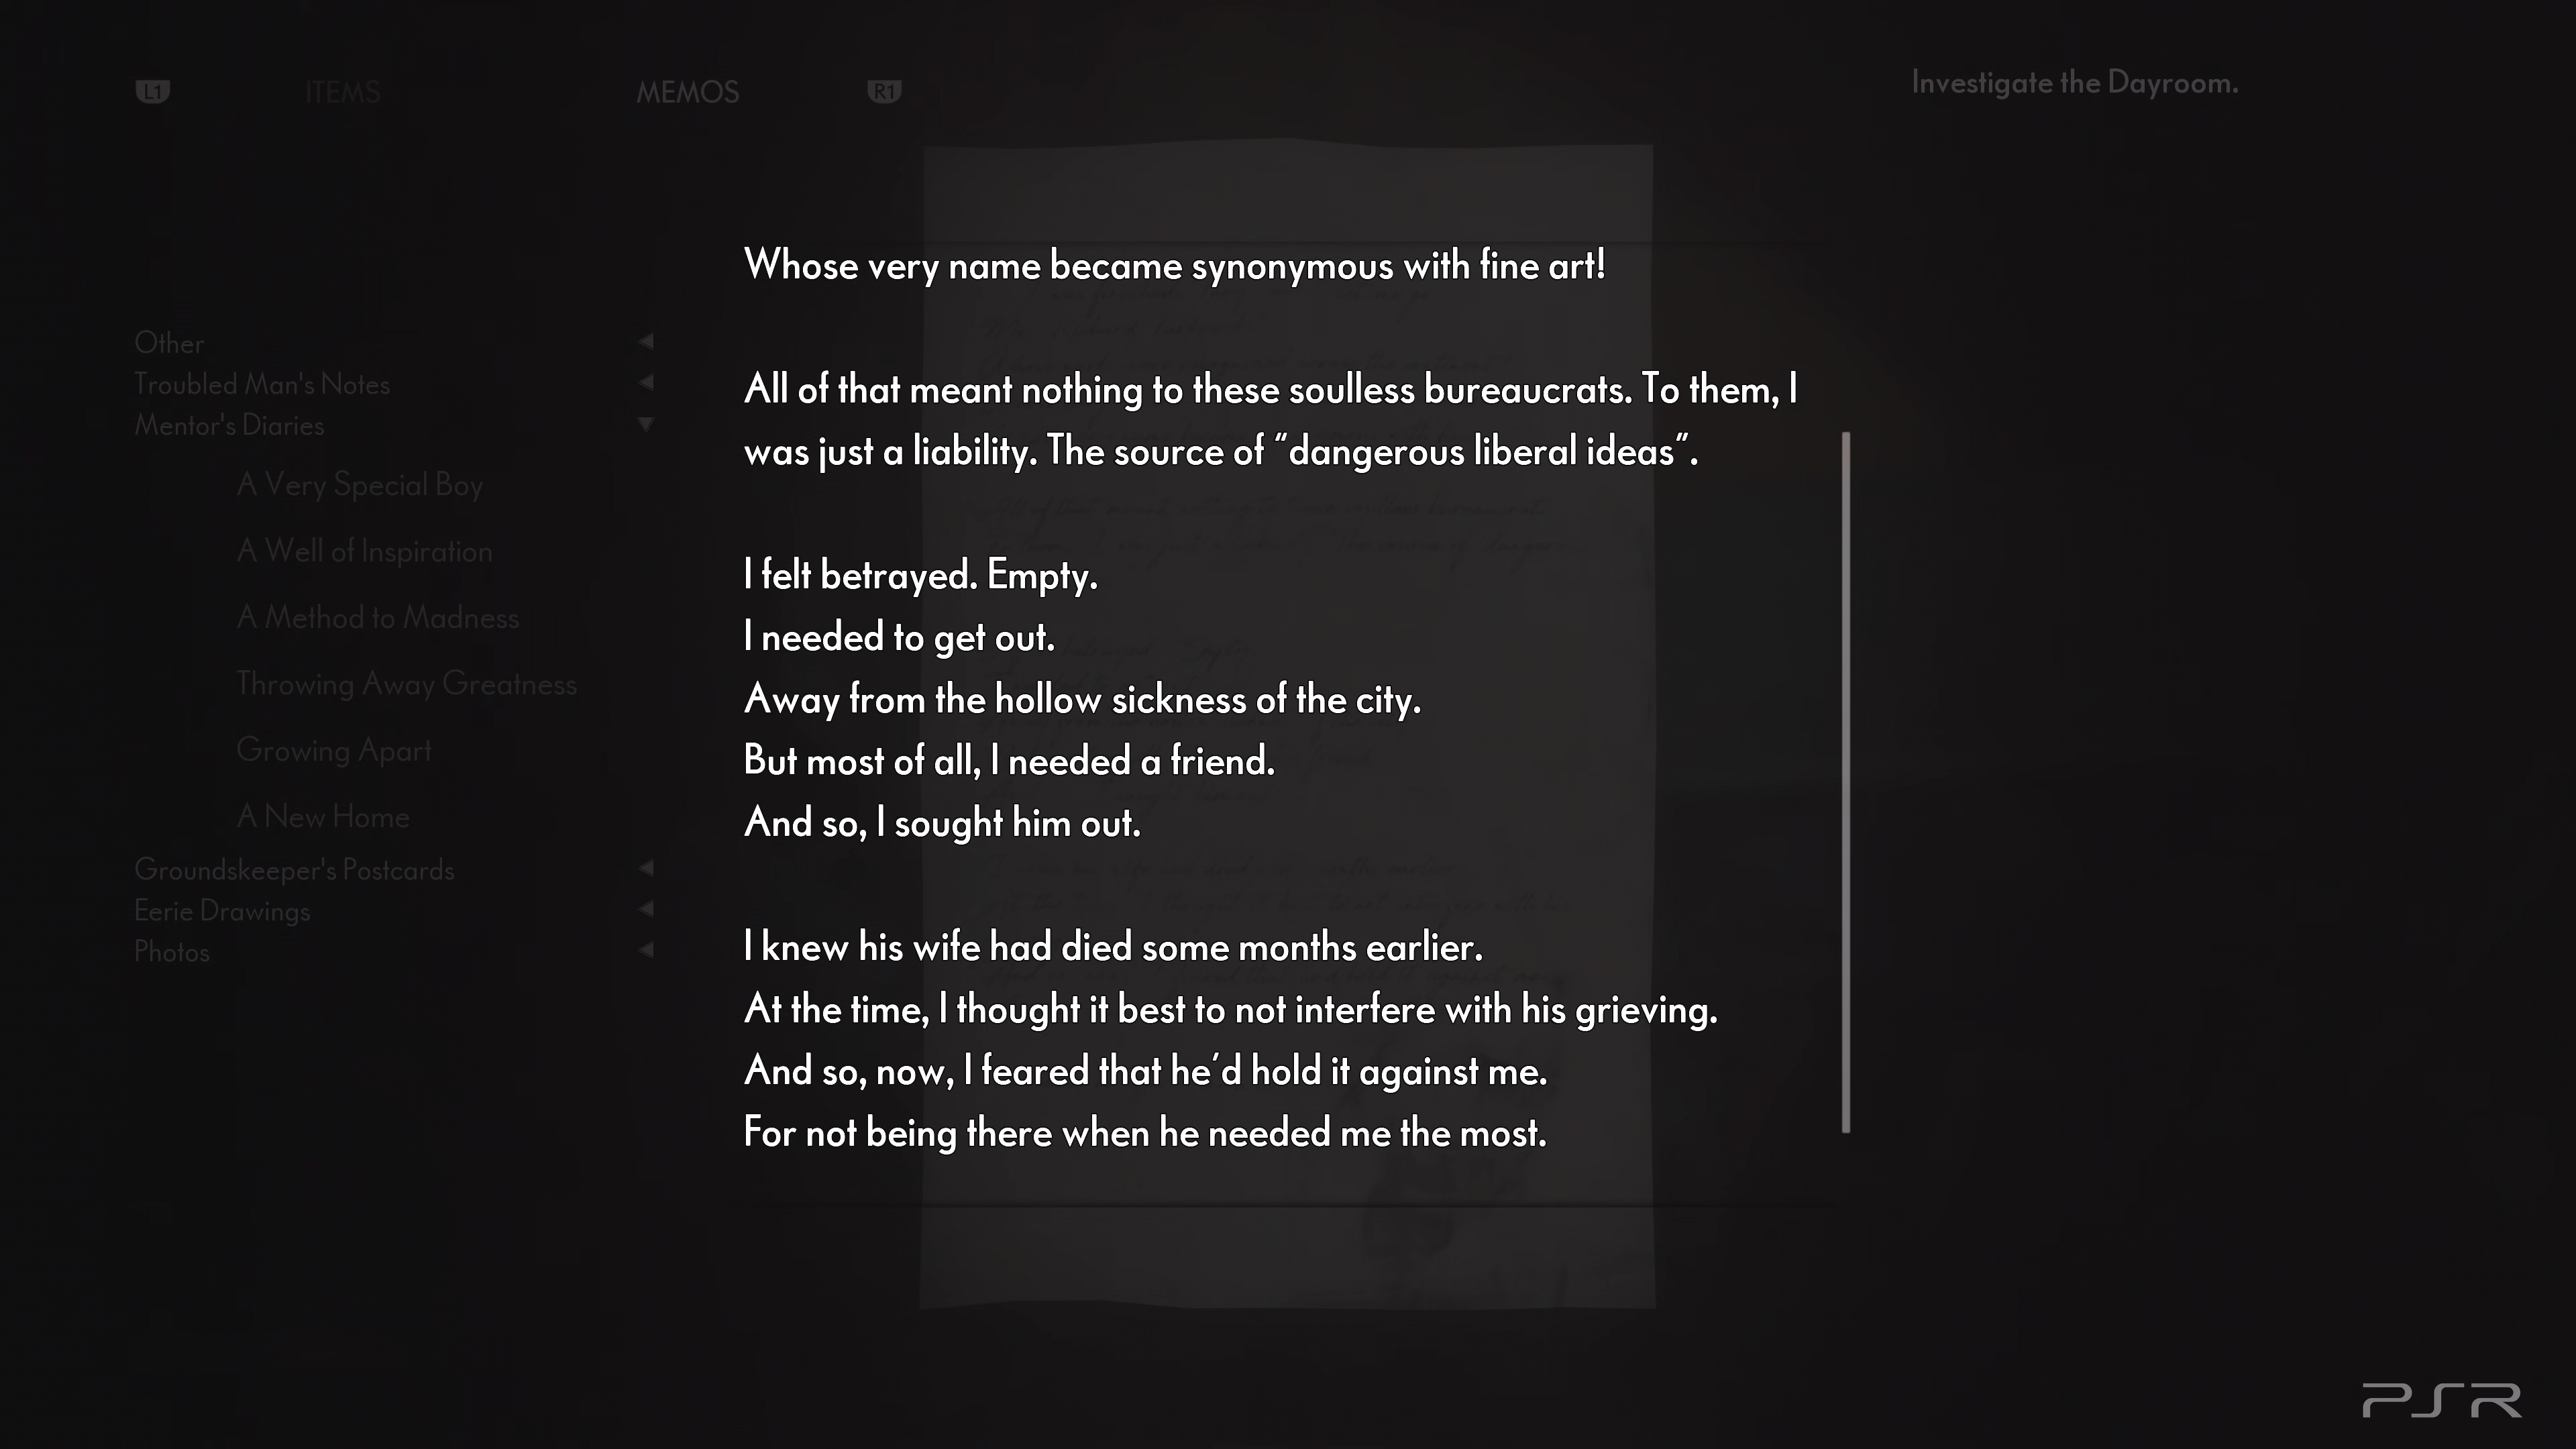 L1
ITEMS
MEMOS
R1
Investigate the Dayroom.
Other
Troubled Man's Notes
Mentor's Diaries
A Very Special Boy
A Well of Inspiration
A Method to Madness
Throwing Away Greatness
Growing Apart
A New Home
Groundskeeper's Postcards
Eerie Drawings
Photos
Whose very name became synonymous with fine art!
All of that meant nothing to these soulless bureaucrats. To them, I
was just a liability. The source of “dangerous liberal ideas”.
I felt betrayed. Empty.
I needed to get out.
Away from the hollow sickness of the city.
But most of all, I needed a friend.
And so, I sought him out.
I knew his wife had died some months earlier.
At the time, I thought it best to not interfere with his grieving.
And so, now, I feared that he’d hold it against me.
For not being there when he needed me the most.
PSR